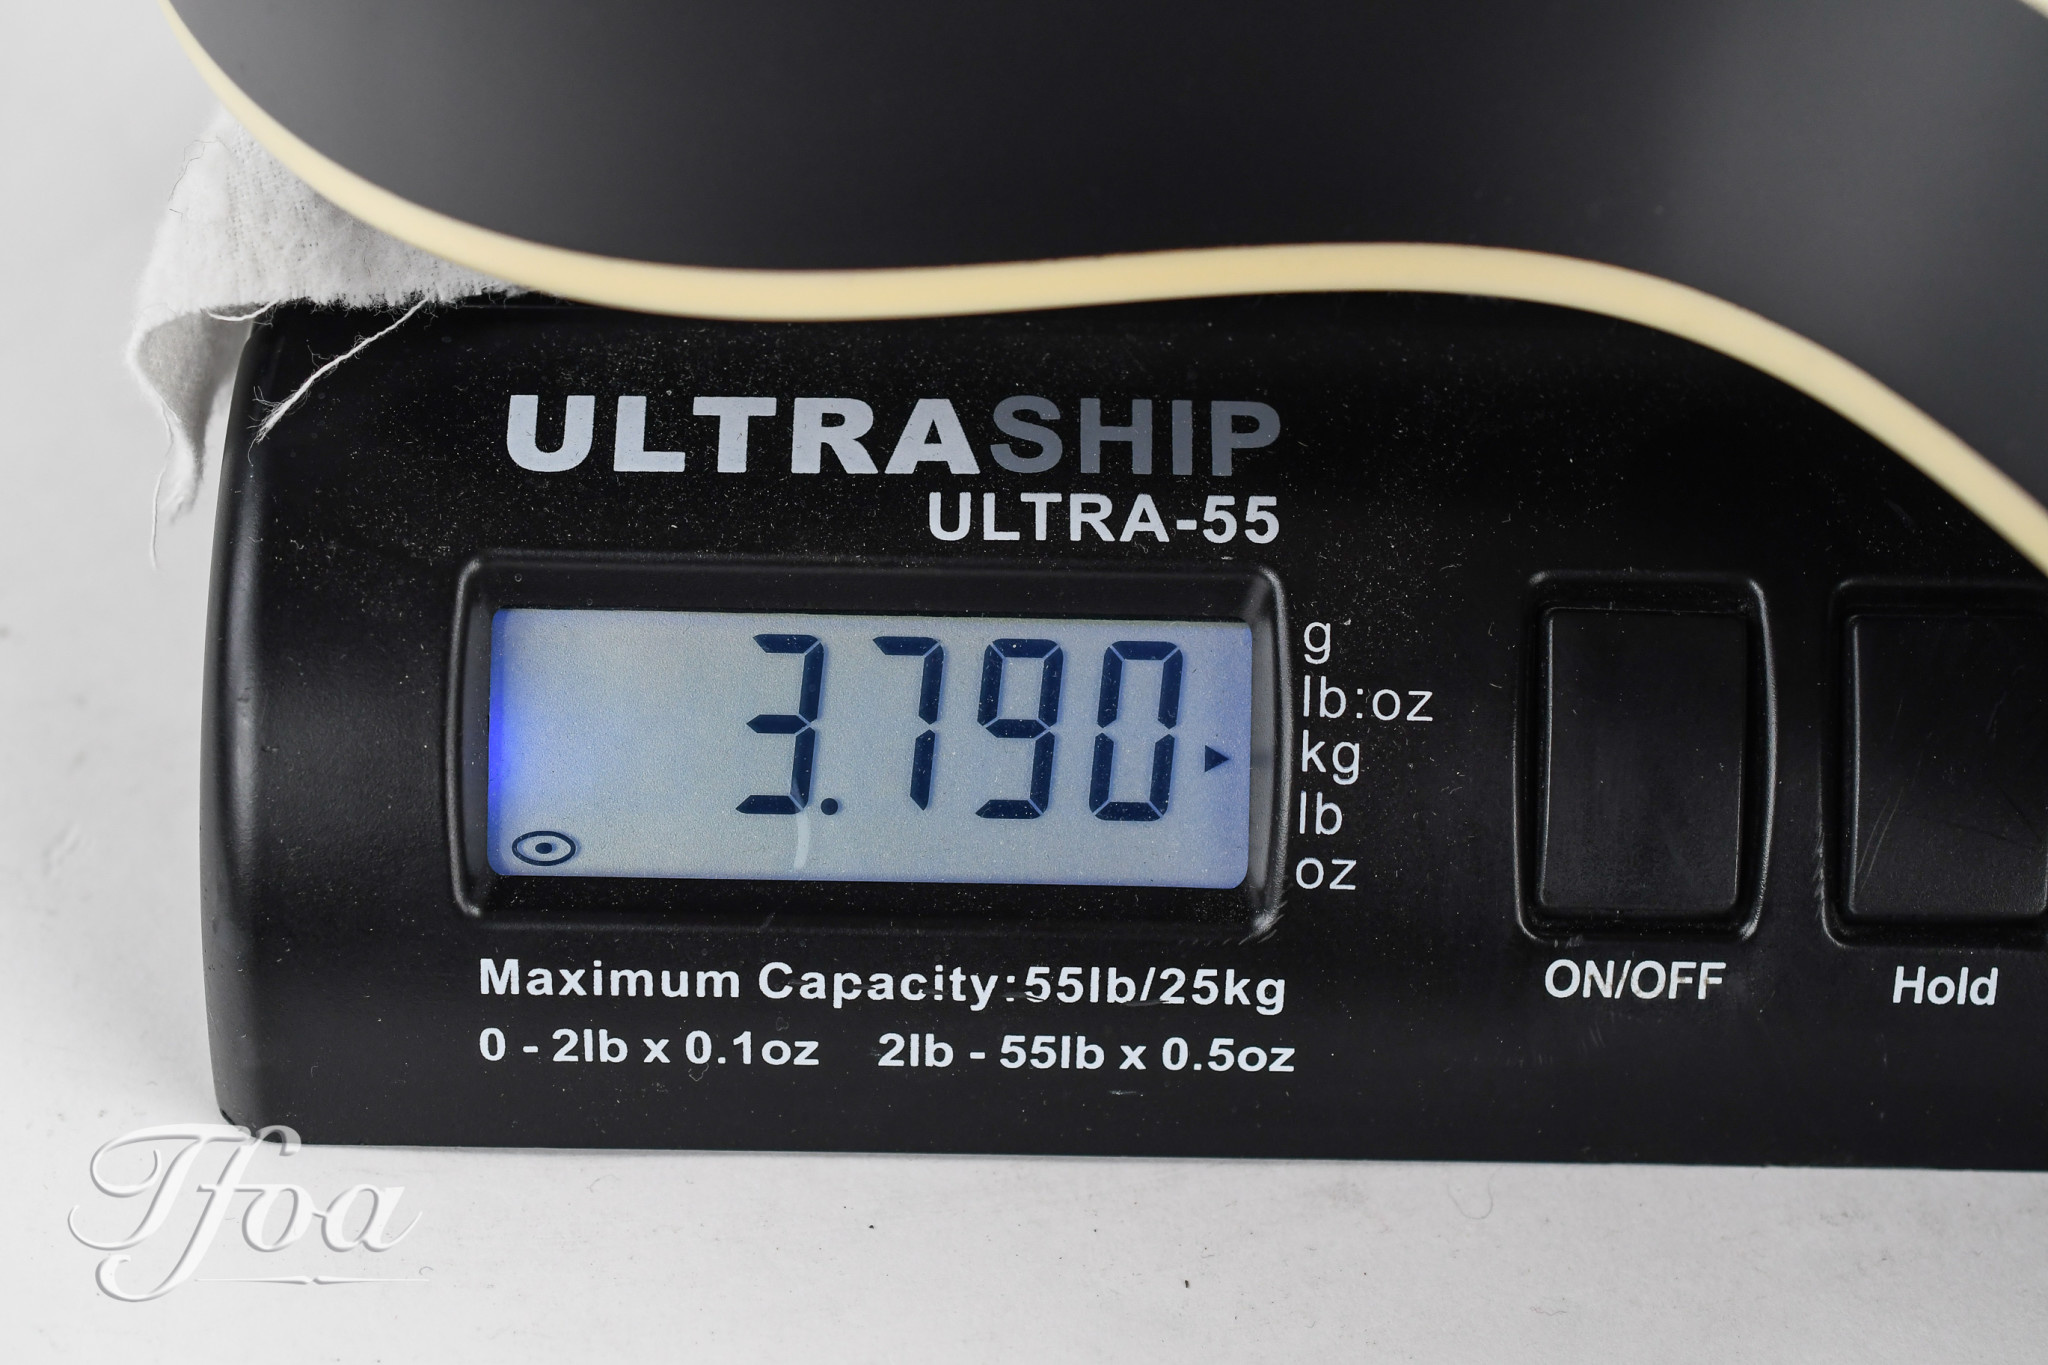 ULTRASHIP
ULTRA-55
3.790
g
lb:oz
kg
lb
oz
Maximum Capacity:55lb/25kg
0 - 2lb x 0.1oz 2lb - 55lb x 0.5oz
ON/OFF
Hold
Tfoa